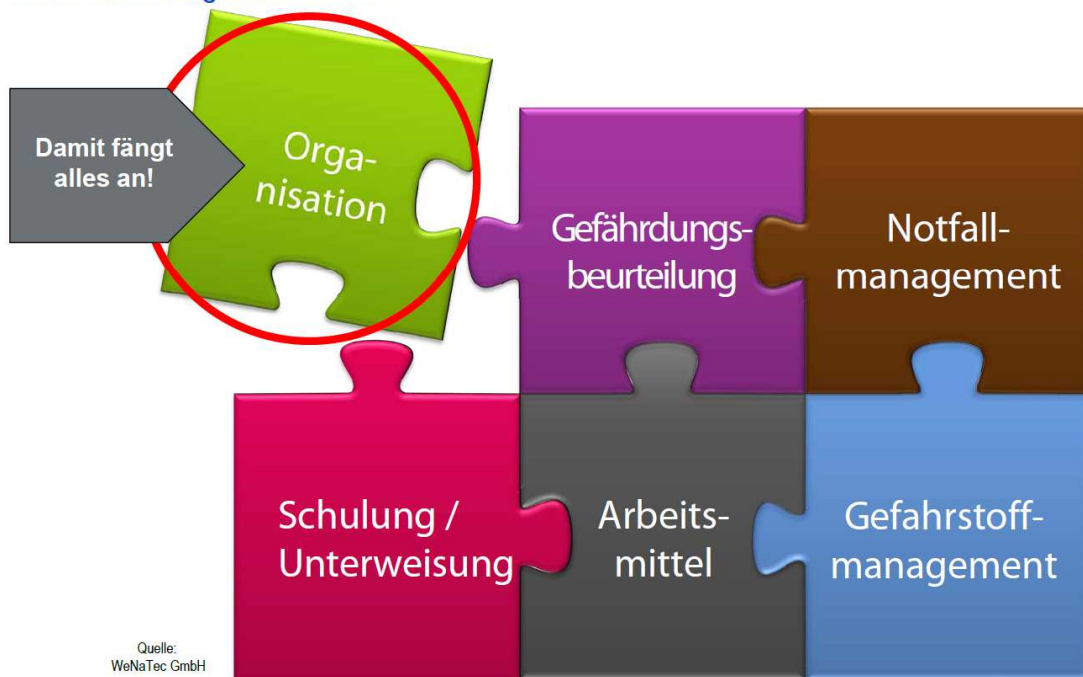 Damit fängt
alles an!
Orga-
nisation
Gefährdungs-
beurteilung
Notfall-
management
Schulung /
Unterweisung
Arbeits-
mittel
Gefahrstoff-
management
Quelle:
WeNaTec GmbH